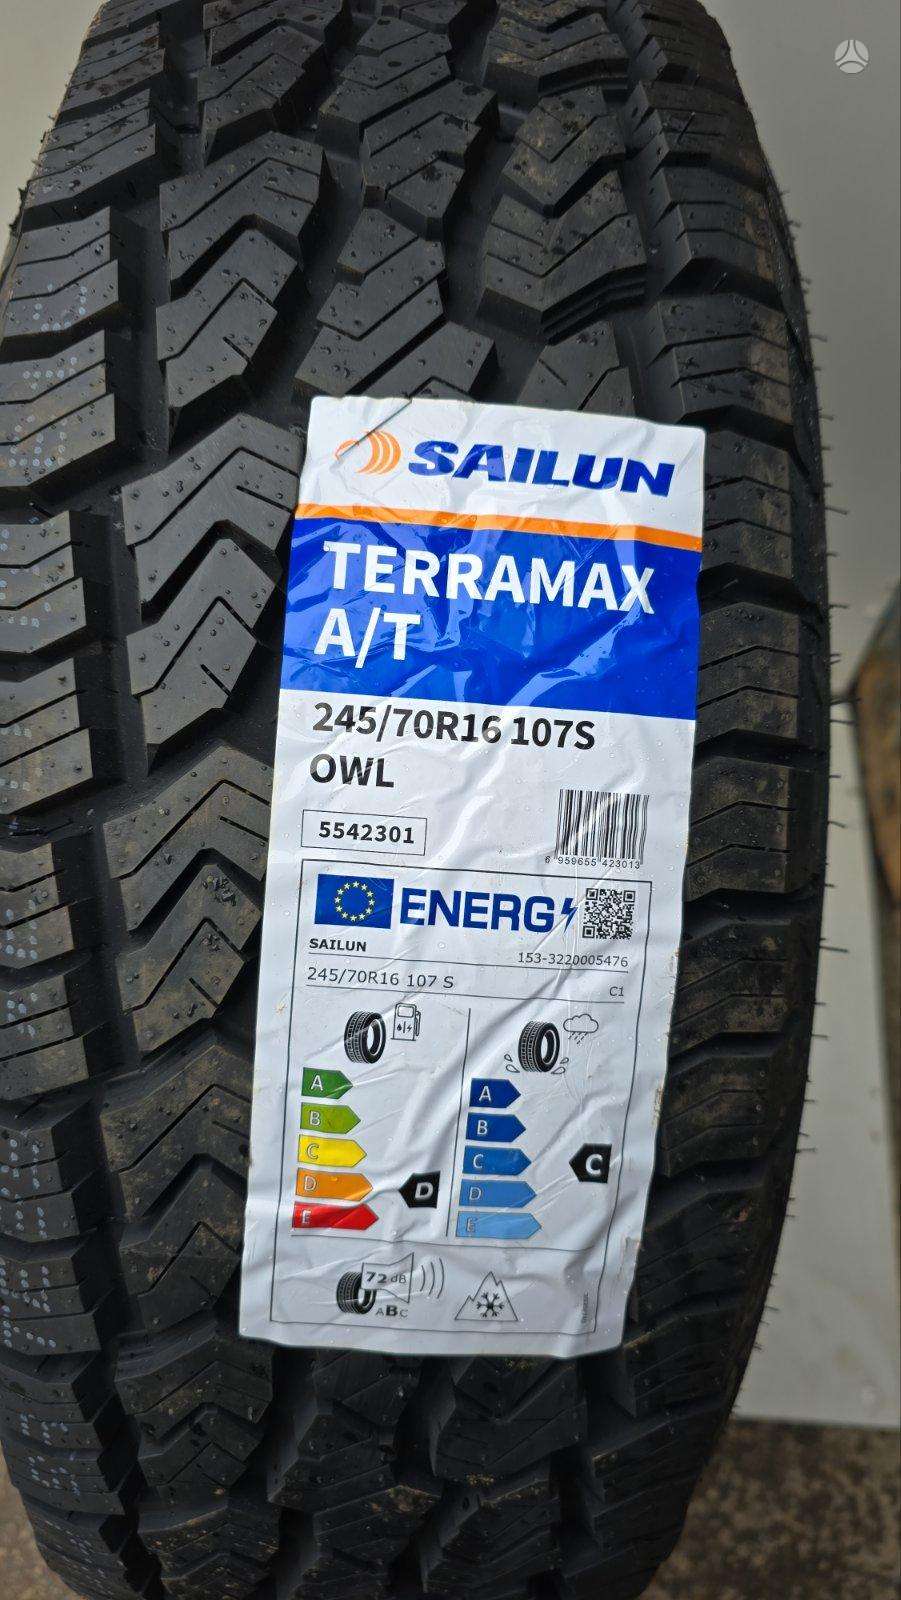 SAILUN
TERRAMAX
A/T
245/70R16 107S
OWL
5542301
6 959655 423013
ENERG
SAILUN
153-3220005476
245/70R16 107 S
C1
A
B
C
D
E
D
A
B
C
D
E
C
72 dB
ABC